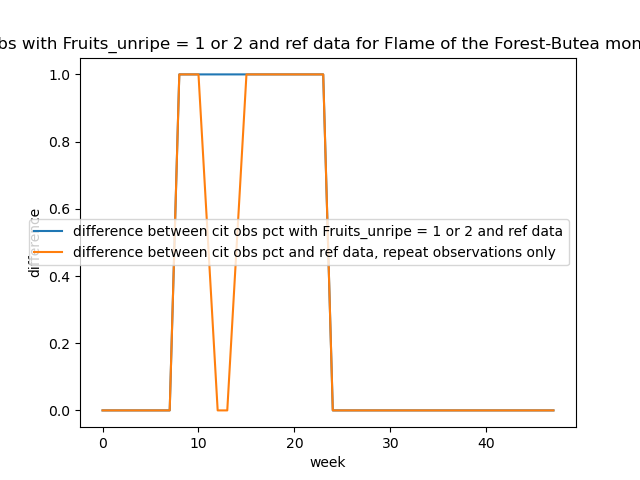 bs with Fruits_unripe = 1 or 2 and ref data for Flame of the Forest-Butea mon
1.0
0.8
0.6
0.4
0.2
0.0
difference
difference between cit obs pct with Fruits_unripe = 1 or 2 and ref data
difference between cit obs pct and ref data, repeat observations only
0 10 20 30 40
week